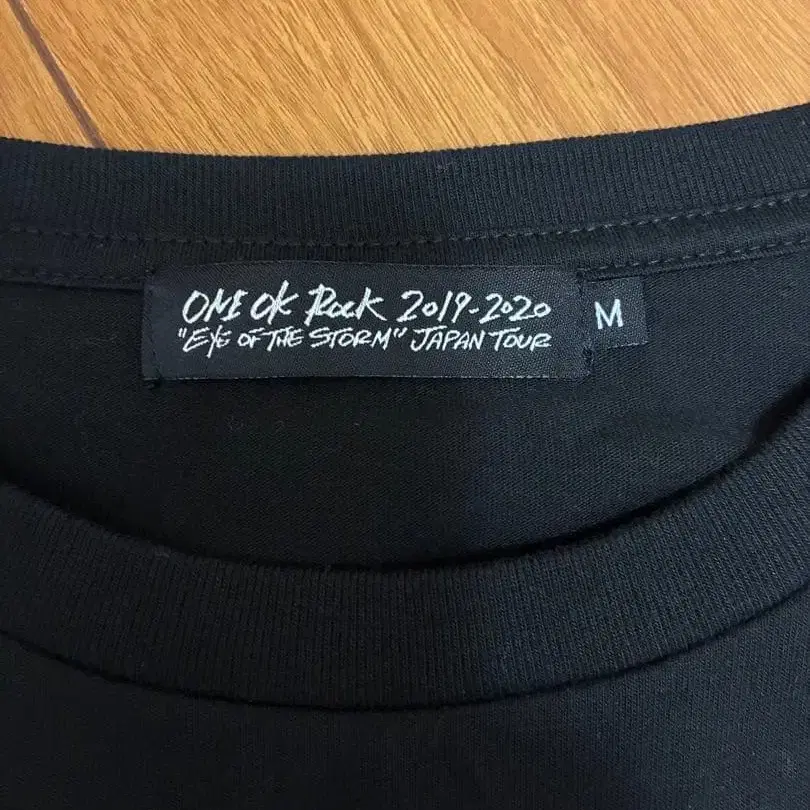 ONE OK ROCK 2019-2020
"EYE OF THE STORM" JAPAN TOUR
M